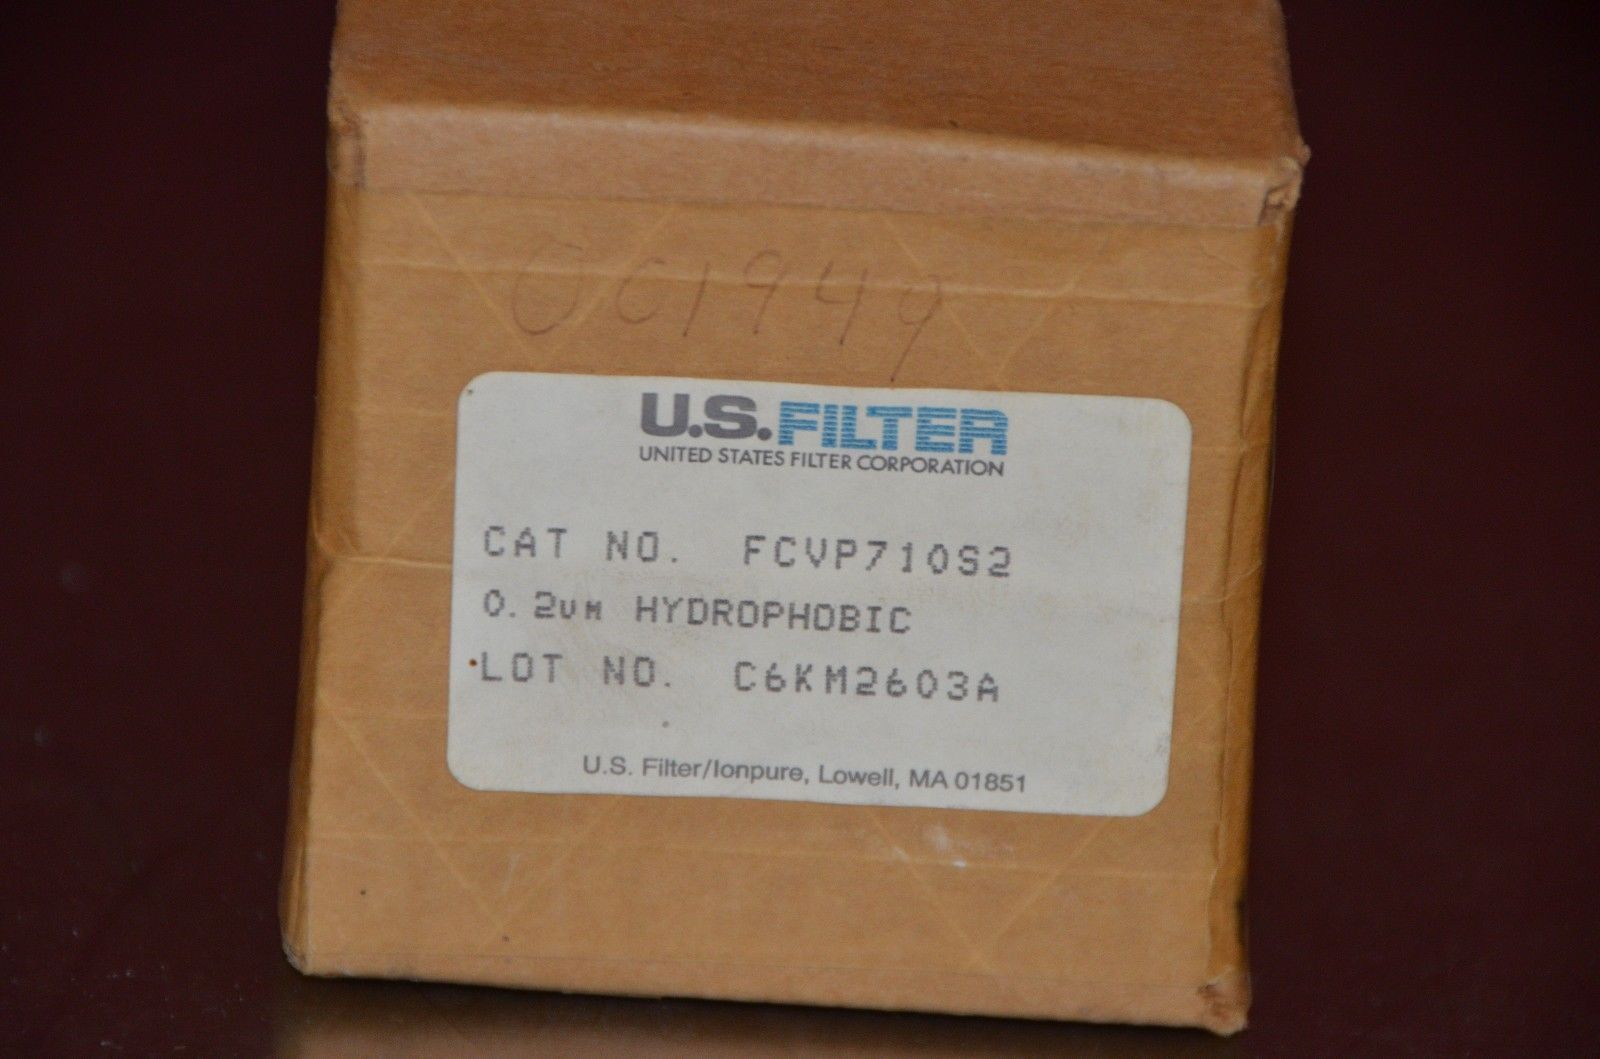 001949
U.S. FILTER
UNITED STATES FILTER CORPORATION
CAT NO. FCVP710S2
0.2um HYDROPHOBIC
LOT NO. C6KM2603A
U.S. Filter/Ionpure, Lowell, MA 01851